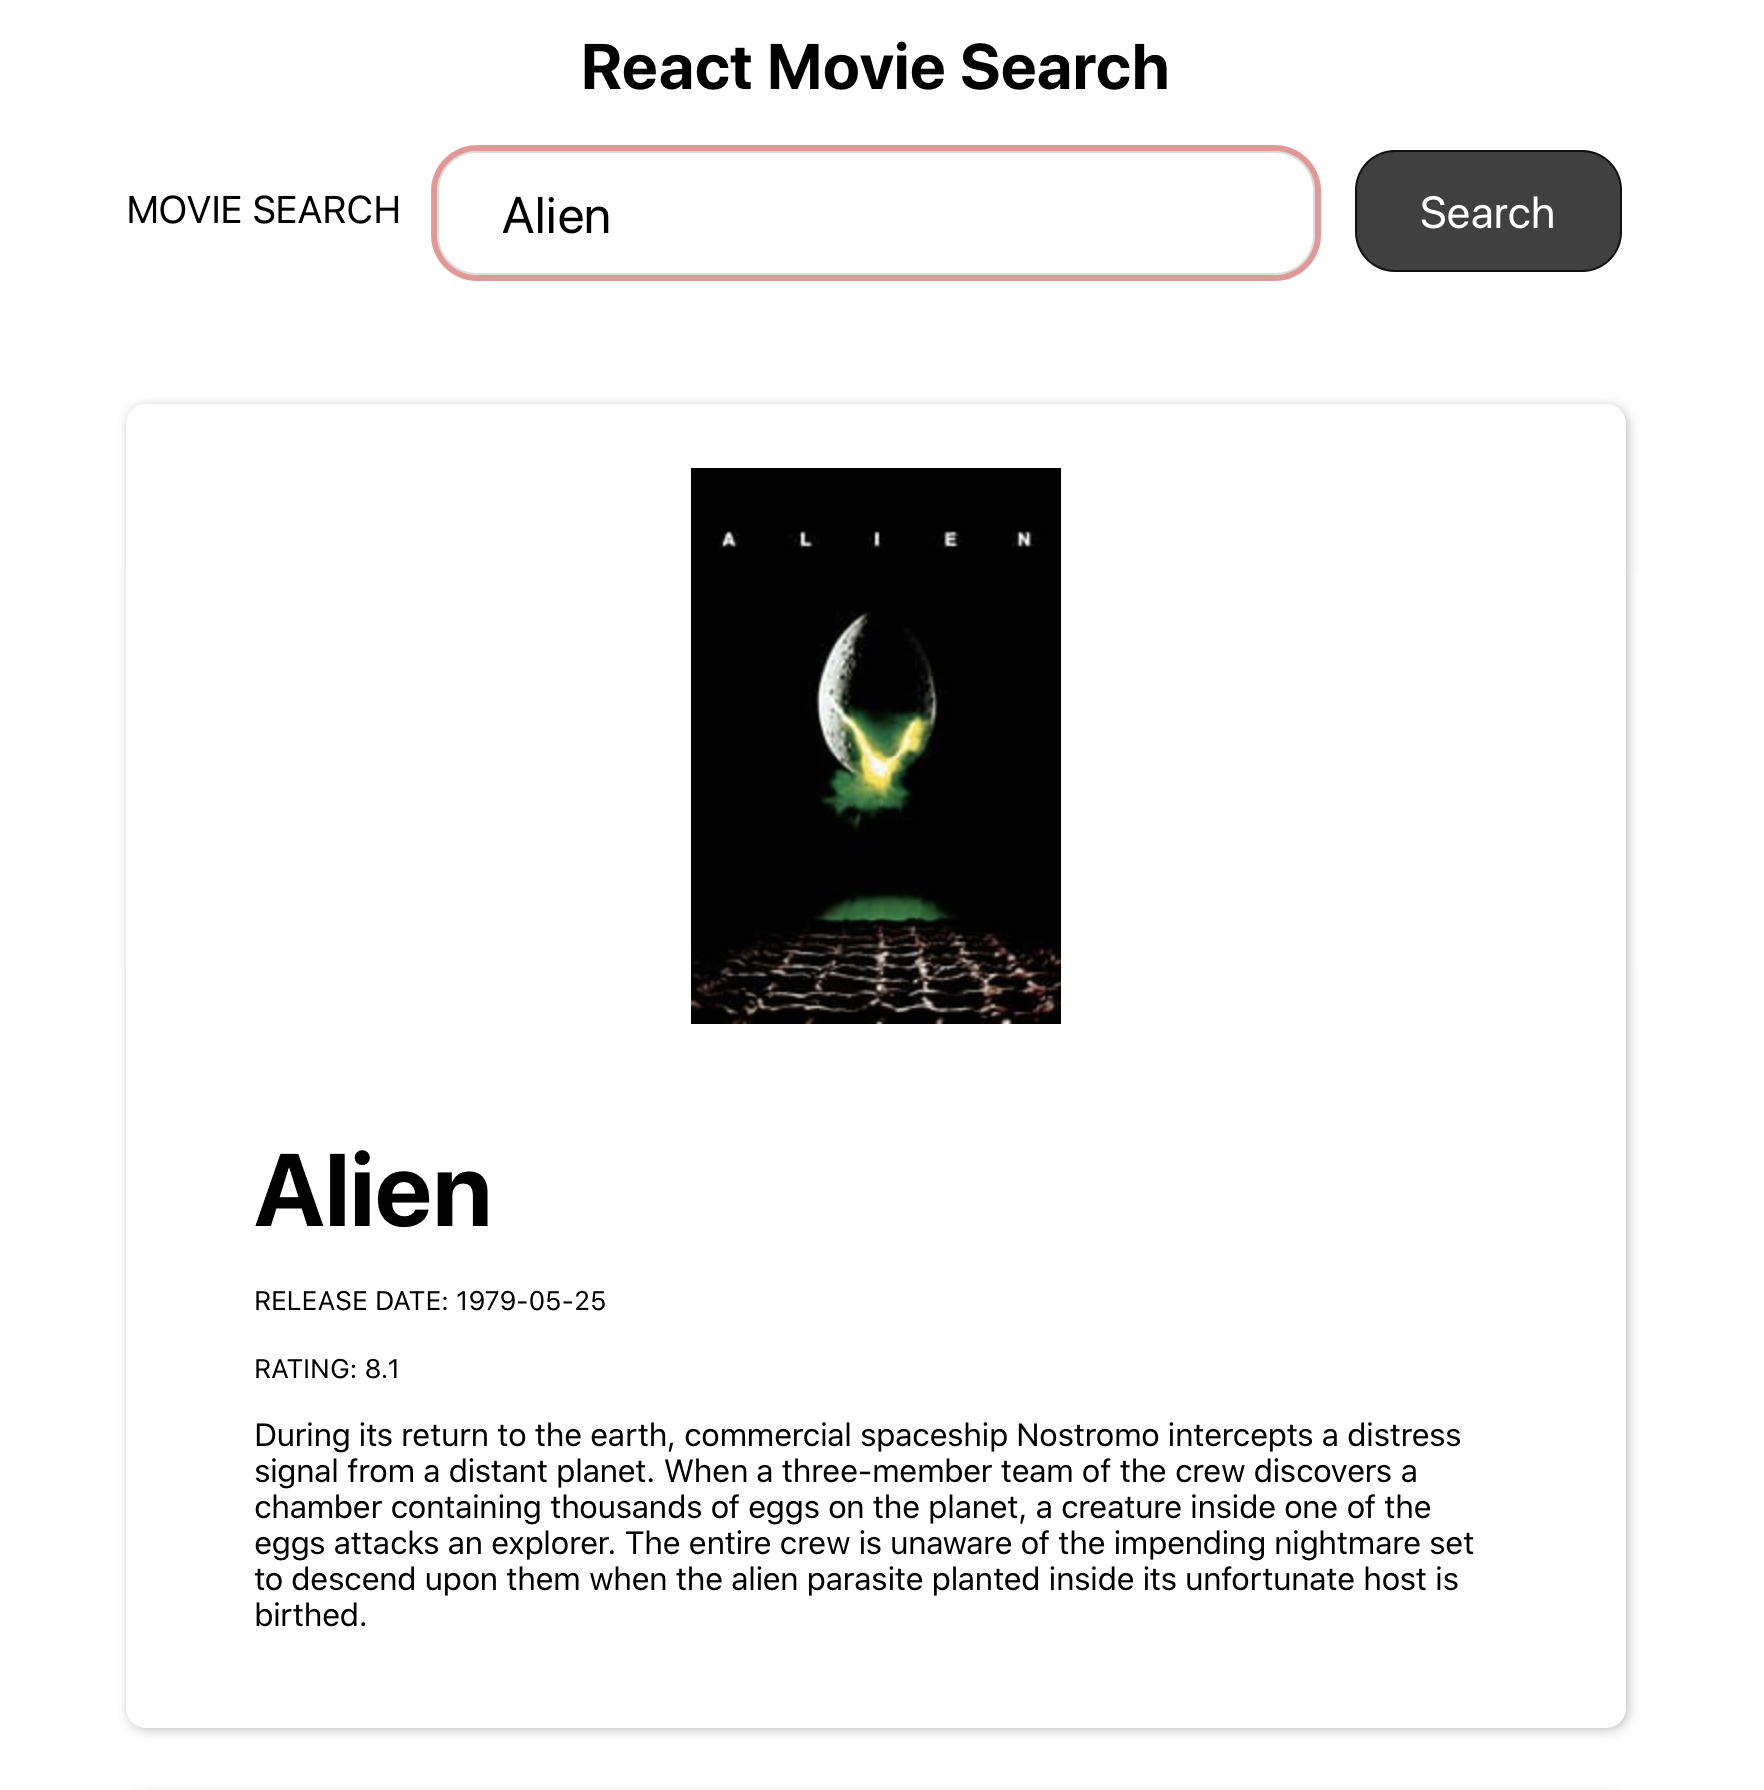 React Movie Search
MOVIE SEARCH
Alien
Search
A L I E N
Alien
RELEASE DATE: 1979-05-25
RATING: 8.1
During its return to the earth, commercial spaceship Nostromo intercepts a distress
signal from a distant planet. When a three-member team of the crew discovers a
chamber containing thousands of eggs on the planet, a creature inside one of the
eggs attacks an explorer. The entire crew is unaware of the impending nightmare set
to descend upon them when the alien parasite planted inside its unfortunate host is
birthed.